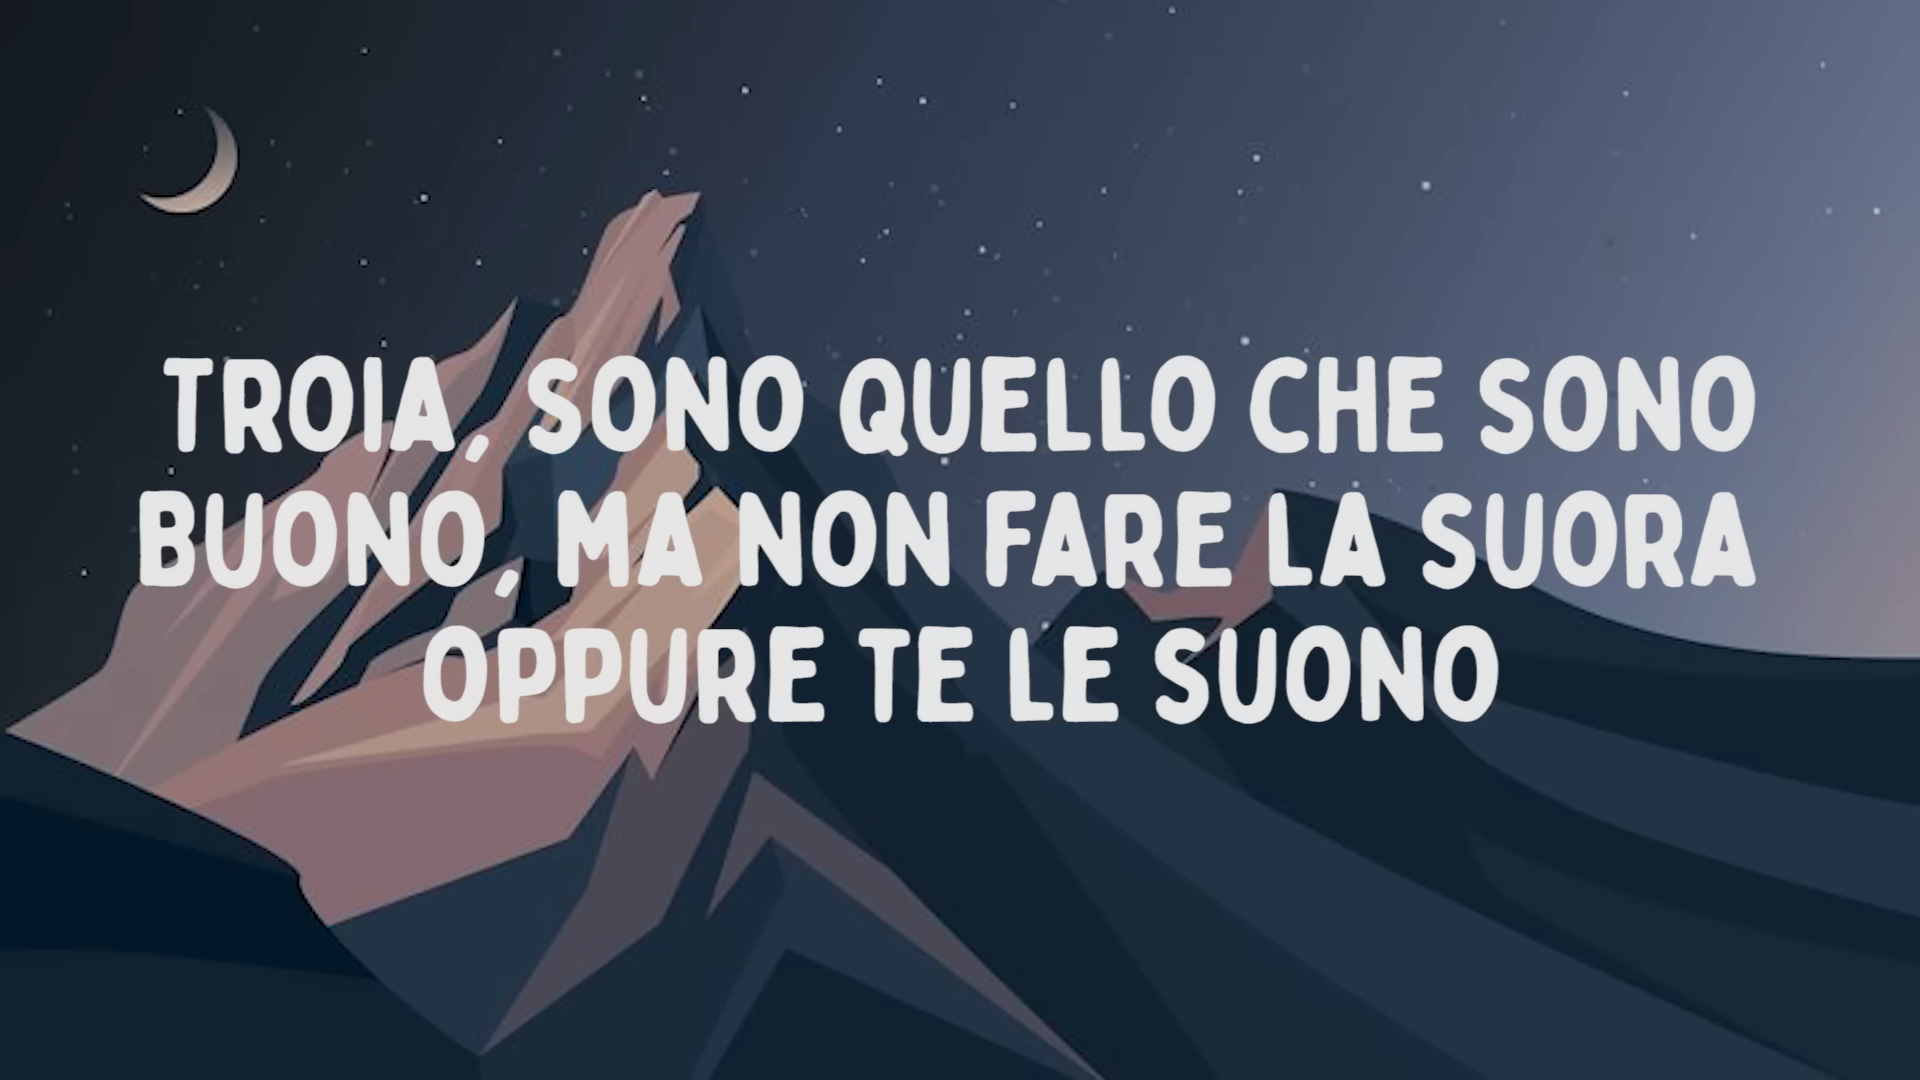 TROIA, SONO QUELLO CHE SONO
BUONO, MA NON FARE LA SUORA
OPPURE TE LE SUONO